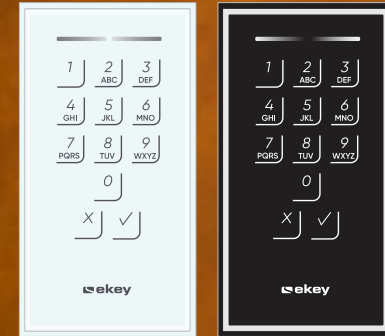 1 2 3
ABC DEF
4 5 6
GHI JKL MNO
7 8 9
PQRS TUV WXYZ
0
X ✓
ekey
1 2 3
ABC DEF
4 5 6
GHI JKL MNO
7 8 9
PQRS TUV WXYZ
0
X ✓
ekey